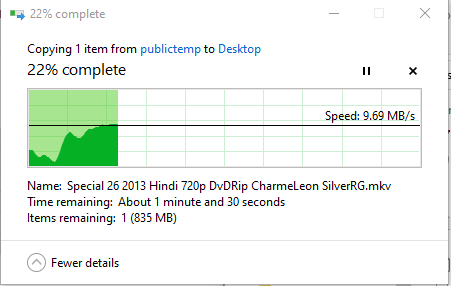 22% complete
Copying 1 item from publictemp to Desktop
22% complete
Speed: 9.69 MB/s
Name: Special 26 2013 Hindi 720p DvDRip CharmeLeon SilverRG.mkv
Time remaining: About 1 minute and 30 seconds
Items remaining: 1 (835 MB)
Fewer details